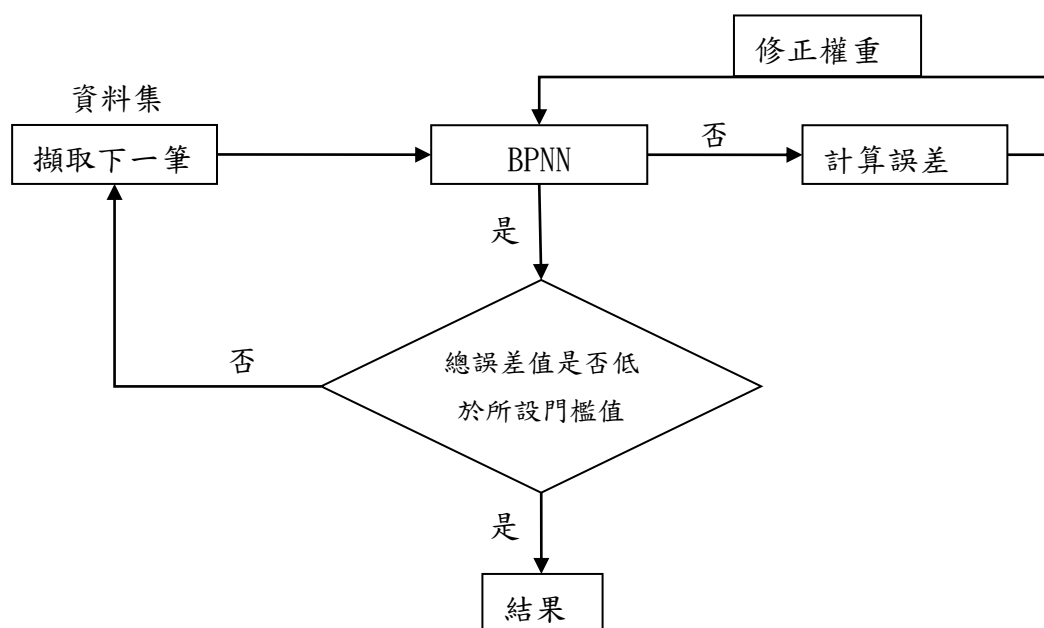 修正權重
資料集
擷取下一筆
BPNN
否
計算誤差
是
否
總誤差值是否低
於所設門檻值
是
結果